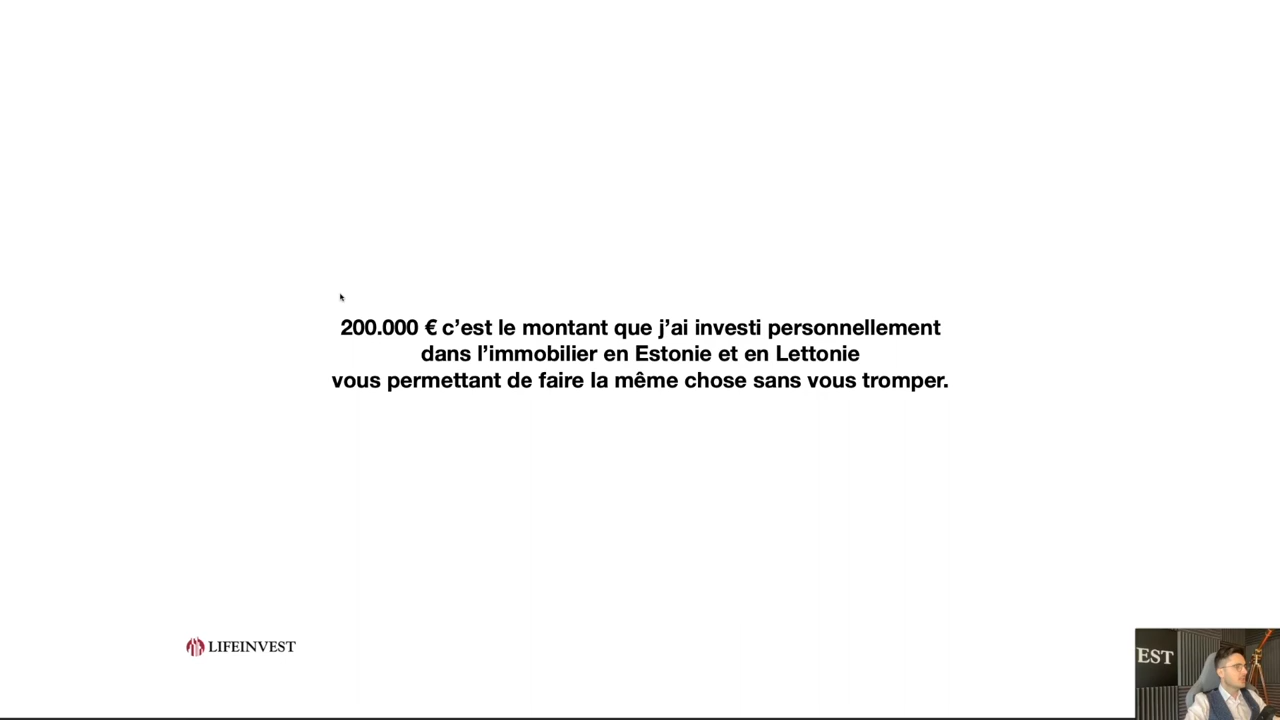 200.000 € c’est le montant que j’ai investi personnellement
dans l’immobilier en Estonie et en Lettonie
vous permettant de faire la même chose sans vous tromper.
LIFEINVEST
EST